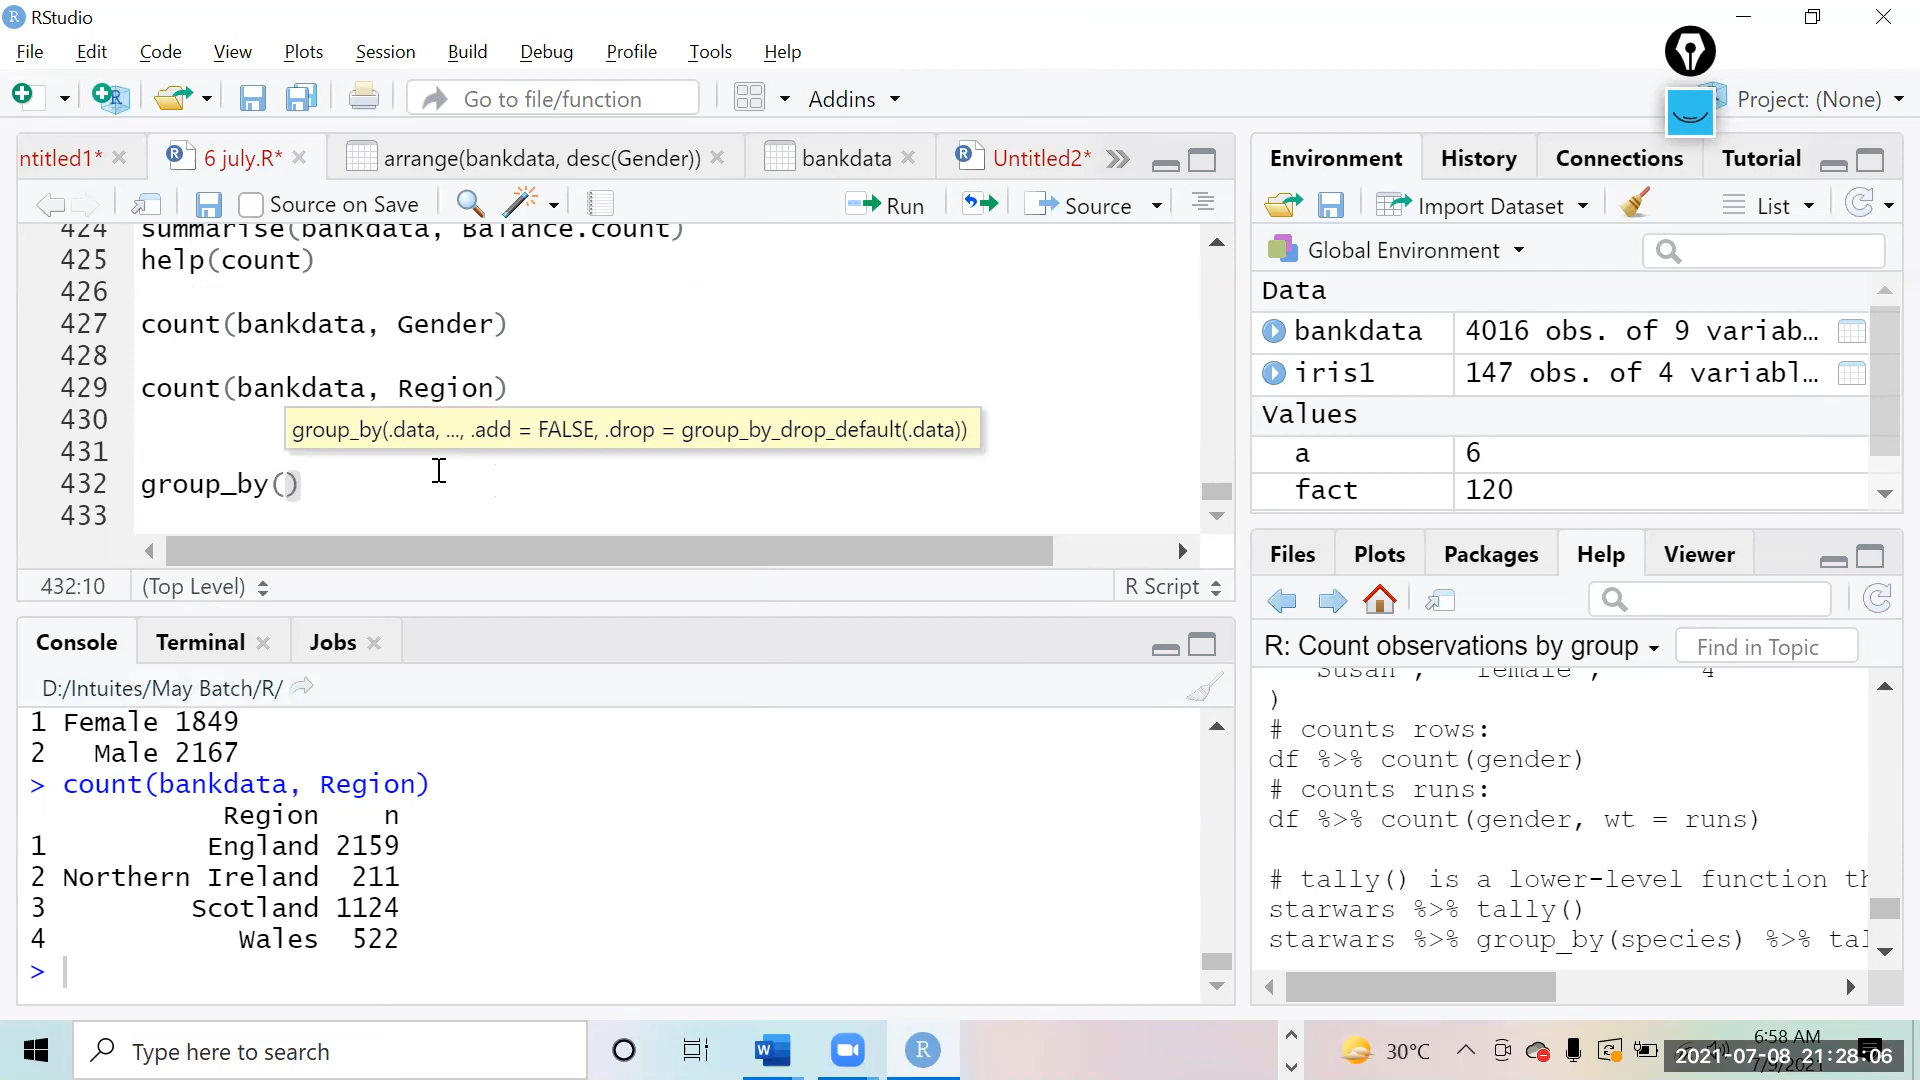 RStudio
File Edit Code View Plots Session Build Debug Profile Tools Help
Go to file/function Addins Project: (None)
ntitled1* 6 july.R* arrange(bankdata, desc(Gender)) bankdata Untitled2*
Source on Save Run Source
424 summarise(bankdata, Balance.count)
425 help(count)
426
427 count(bankdata, Gender)
428
429 count(bankdata, Region)
430
group_by(.data, ..., .add = FALSE, .drop = group_by_drop_default(.data))
431
432 group_by()
433
432:10 (Top Level) R Script
Console Terminal Jobs
D:/Intuites/May Batch/R/
1 Female 1849
2 Male 2167
> count(bankdata, Region)
Region n
1 England 2159
2 Northern Ireland 211
3 Scotland 1124
4 Wales 522
>
Environment History Connections Tutorial
Import Dataset List
Global Environment
Data
bankdata 4016 obs. of 9 variab...
iris1 147 obs. of 4 variabl...
Values
a 6
fact 120
Files Plots Packages Help Viewer
R: Count observations by group Find in Topic
"Susan", "female", 4
)
# counts rows:
df %>% count(gender)
# counts runs:
df %>% count(gender, wt = runs)
# tally() is a lower-level function th
starwars %>% tally()
starwars %>% group_by(species) %>% tal
Type here to search
30°C
6:58 AM
2021-07-08 21:28:06